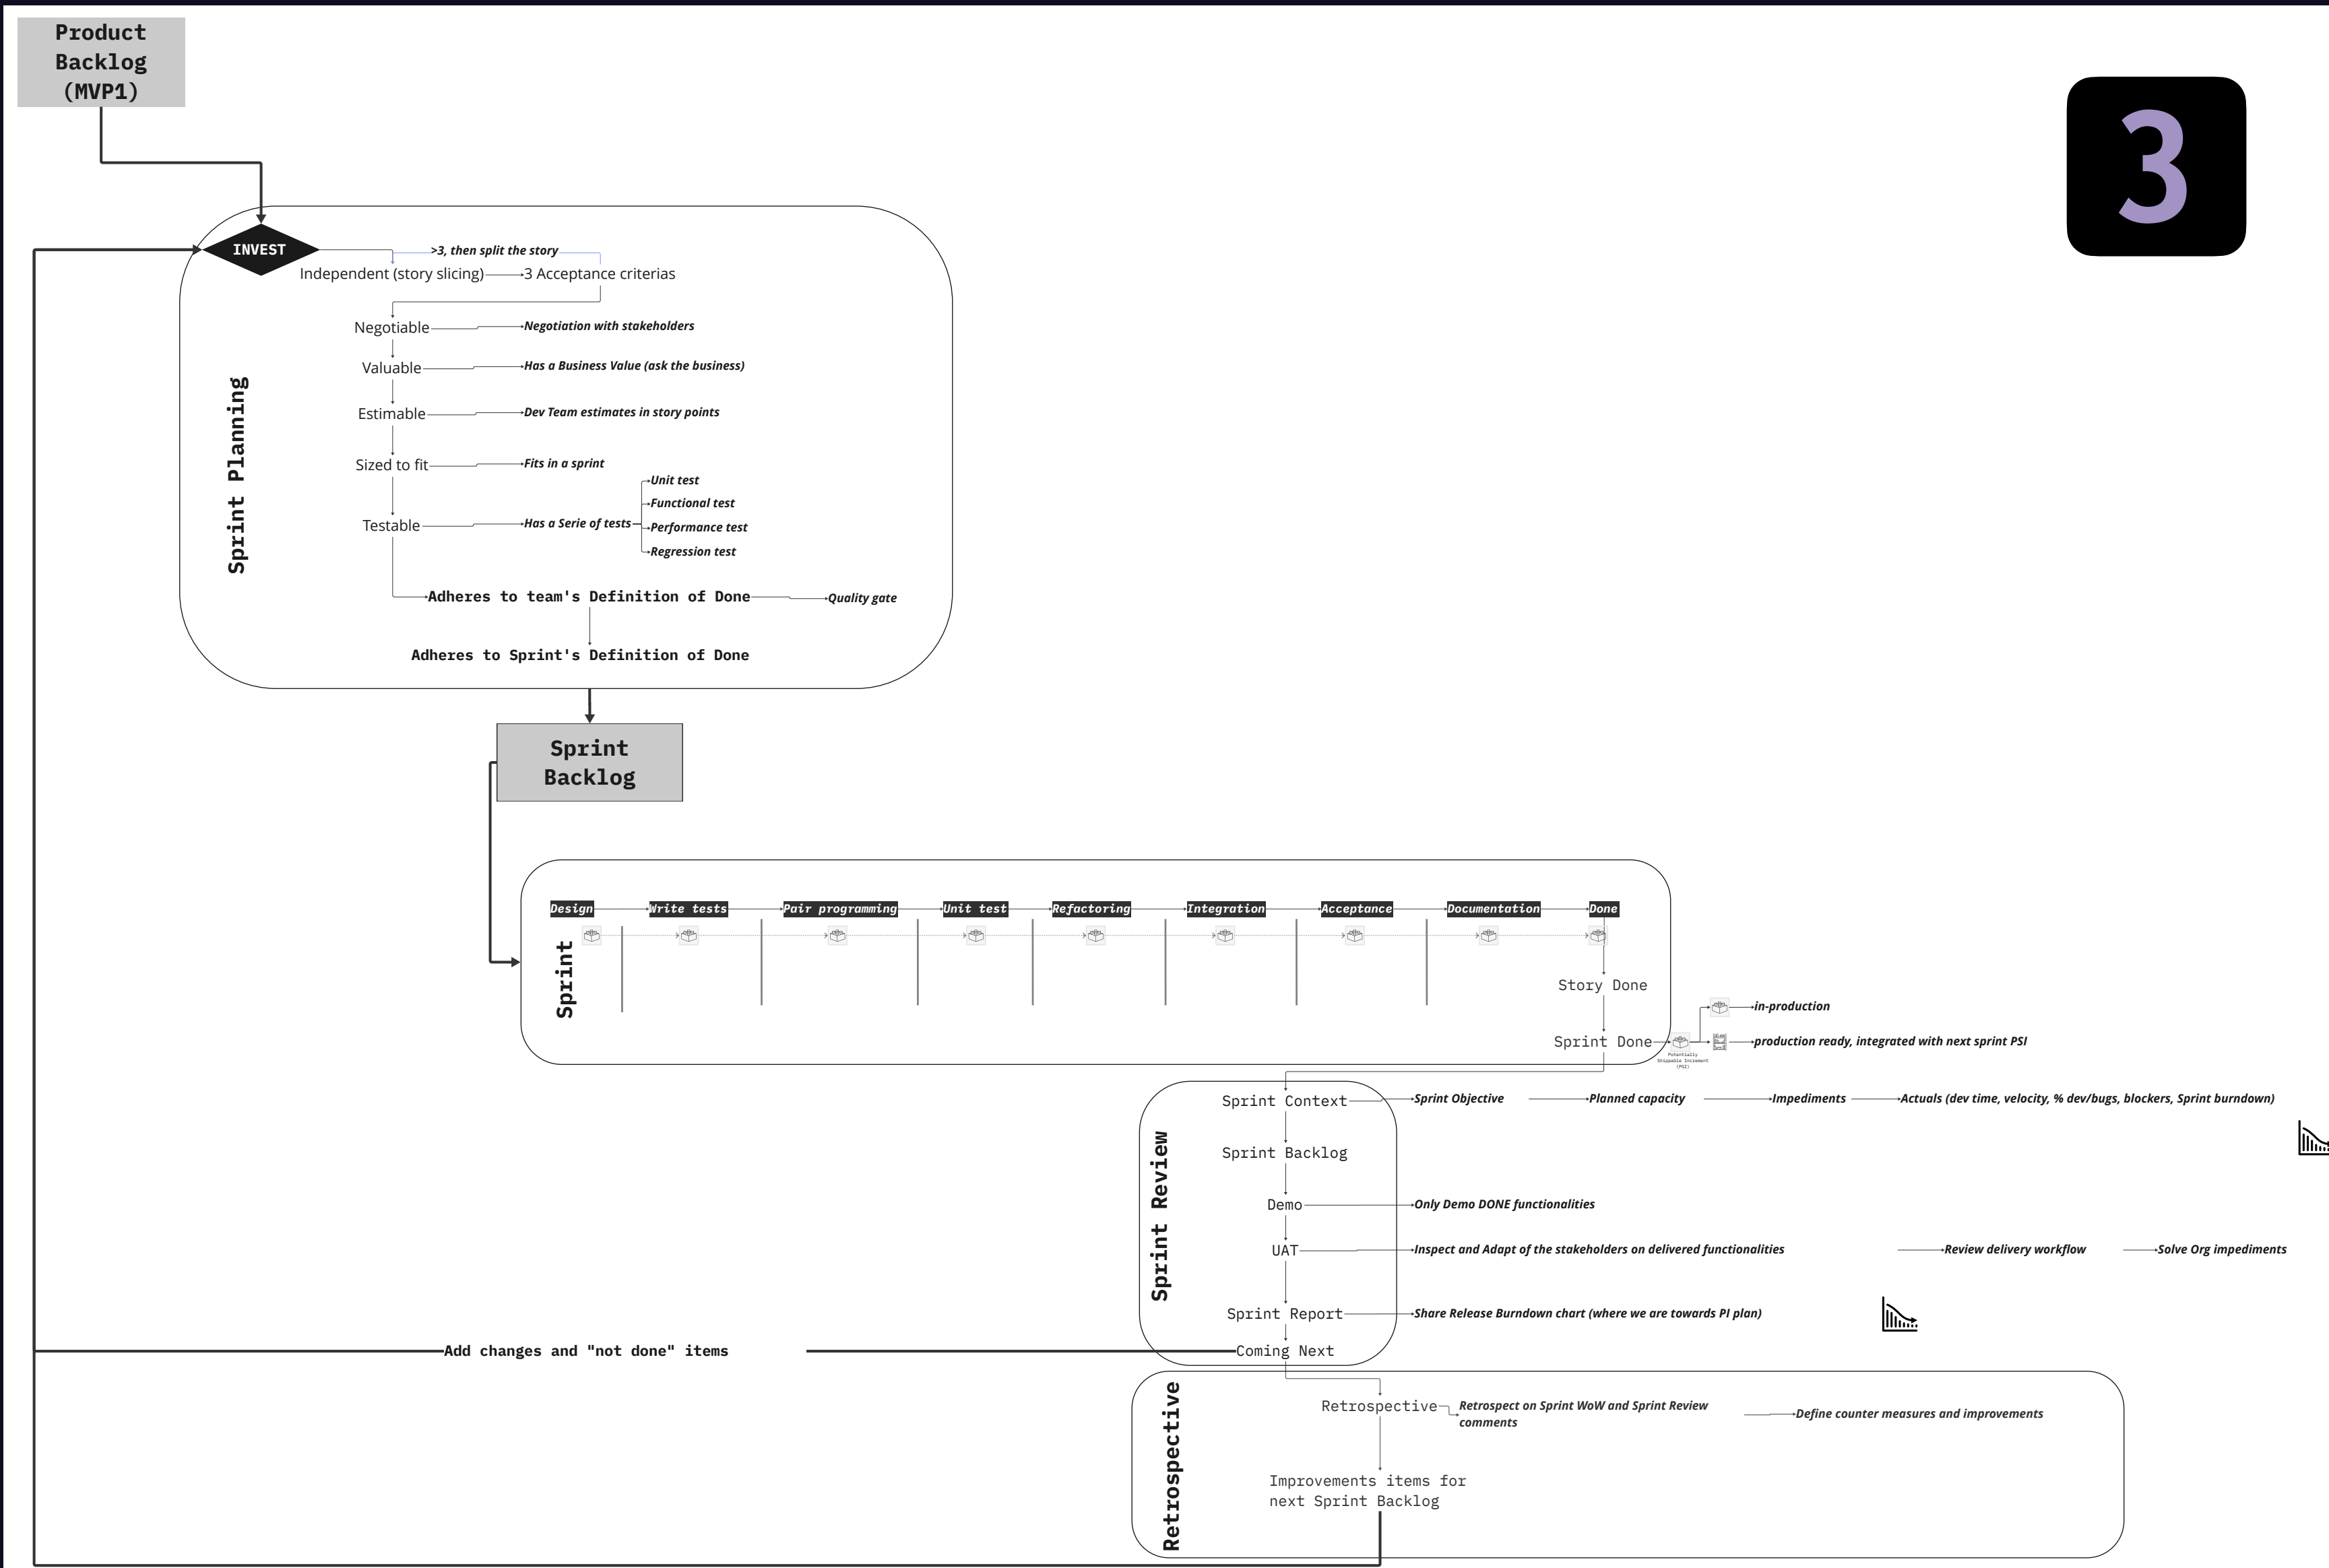 Product
Backlog
(MVP1)
3
INVEST
>3, then split the story
Independent (story slicing)
3 Acceptance criterias
Negotiable
Negotiation with stakeholders
Valuable
Has a Business Value (ask the business)
Estimable
Dev Team estimates in story points
Sized to fit
Fits in a sprint
Testable
Has a Serie of tests
Unit test
Functional test
Performance test
Regression test
Sprint Planning
Adheres to team's Definition of Done
Quality gate
Adheres to Sprint's Definition of Done
Sprint
Backlog
Sprint
Design
Write tests
Pair programming
Unit test
Refactoring
Integration
Acceptance
Documentation
Done
Story Done
Sprint Done
Potentially
Shippable Increment
(PSI)
in-production
production ready, integrated with next sprint PSI
Sprint Review
Sprint Context
Sprint Objective
Planned capacity
Impediments
Actuals (dev time, velocity, % dev/bugs, blockers, Sprint burndown)
Sprint Backlog
Demo
Only Demo DONE functionalities
UAT
Inspect and Adapt of the stakeholders on delivered functionalities
Review delivery workflow
Solve Org impediments
Sprint Report
Share Release Burndown chart (where we are towards PI plan)
Coming Next
Add changes and "not done" items
Retrospective
Retrospective
Retrospect on Sprint WoW and Sprint Review
comments
Define counter measures and improvements
Improvements items for
next Sprint Backlog